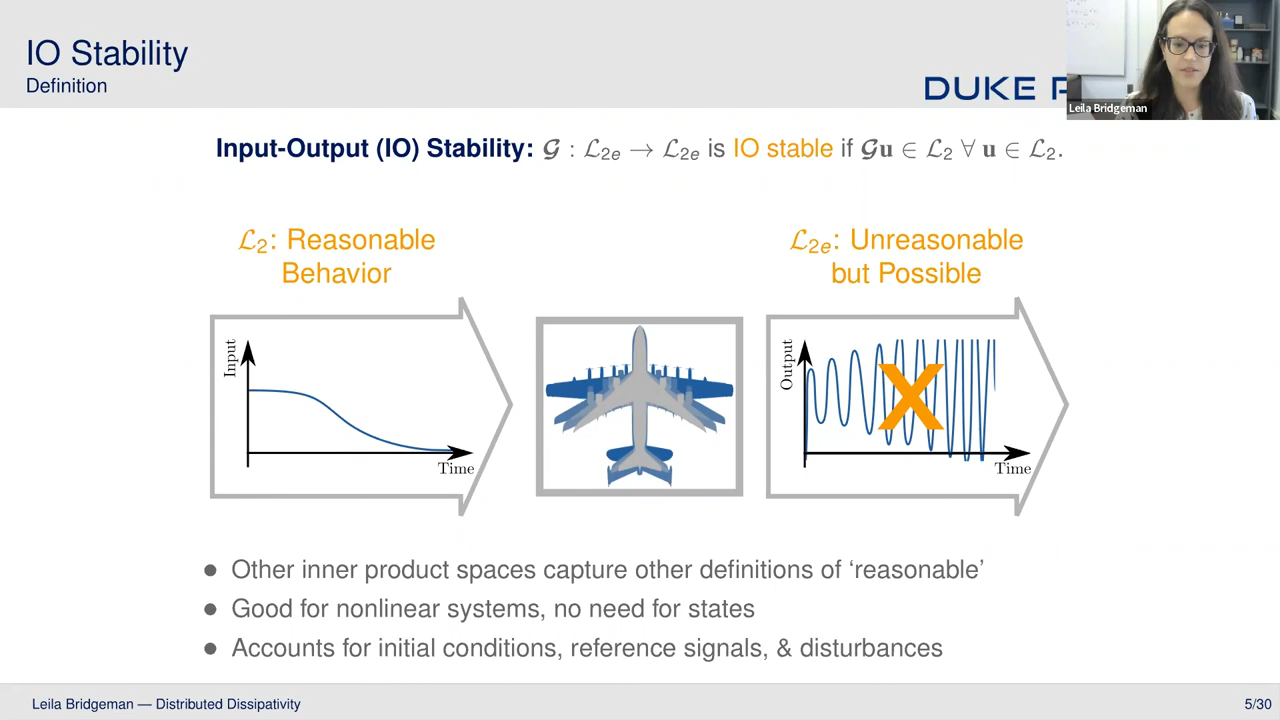 IO Stability
Definition
DUKE
Leila Bridgeman
Input-Output (IO) Stability: 𝓖 : ℒ₂ₑ → ℒ₂ₑ is IO stable if 𝓖𝐮 ∈ ℒ₂ ∀ 𝐮 ∈ ℒ₂.
ℒ₂: Reasonable
Behavior
ℒ₂ₑ: Unreasonable
but Possible
Input
Time
Output
Time
● Other inner product spaces capture other definitions of ‘reasonable’
● Good for nonlinear systems, no need for states
● Accounts for initial conditions, reference signals, & disturbances
Leila Bridgeman — Distributed Dissipativity
5/30